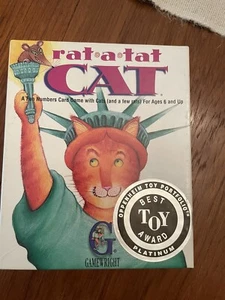 rat·a·tat
CAT
A Fun Numbers Card Game with Cats (and a few rats) For Ages 6 and Up
OPPENHEIM TOY PORTFOLIO
BEST
TOY
AWARD
PLATINUM
G
GAMEWRIGHT